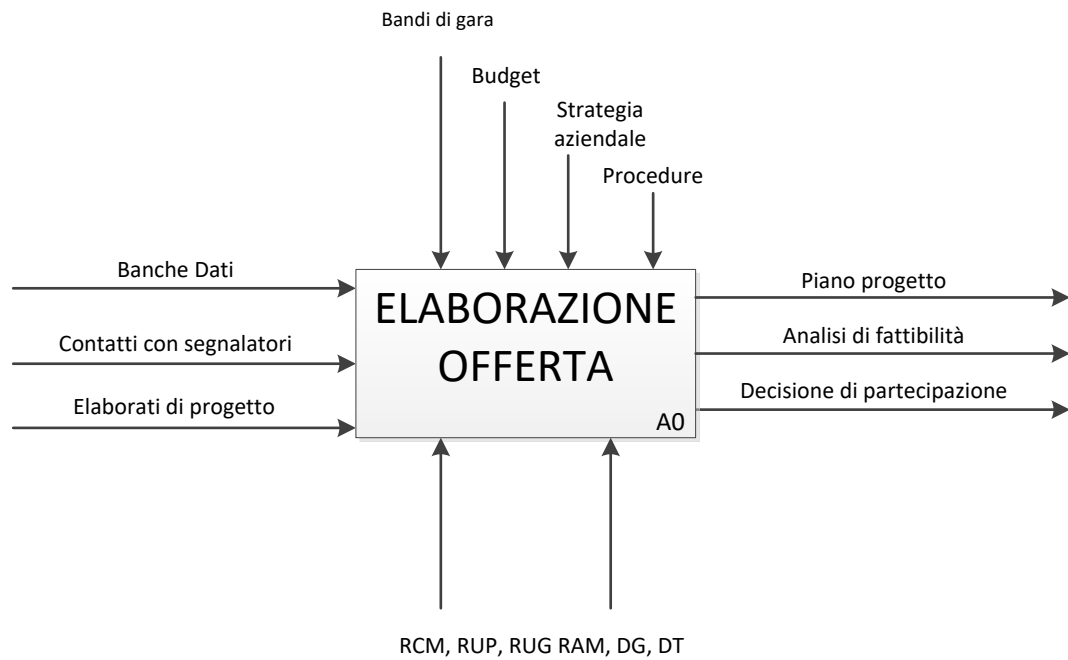 Bandi di gara
Budget
Strategia
aziendale
Procedure
Banche Dati
Contatti con segnalatori
Elaborati di progetto
ELABORAZIONE
OFFERTA
A0
Piano progetto
Analisi di fattibilità
Decisione di partecipazione
RCM, RUP, RUG RAM, DG, DT